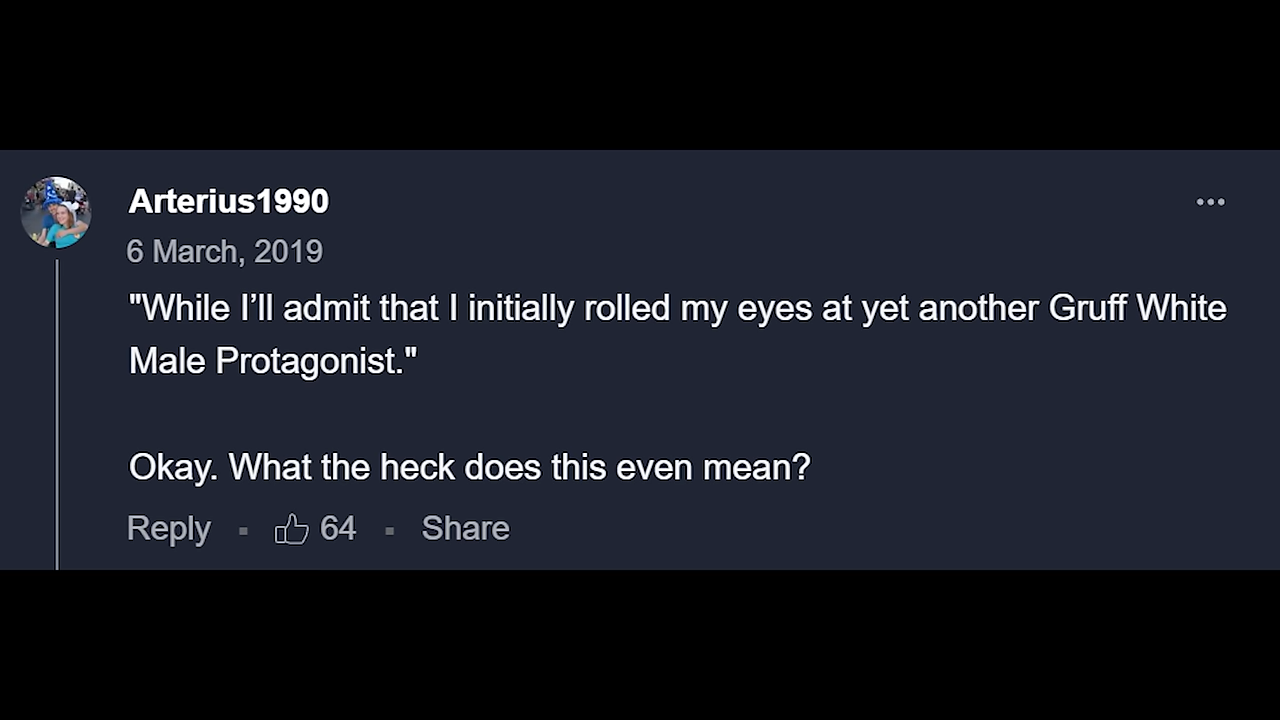 Arterius1990
6 March, 2019
"While I’ll admit that I initially rolled my eyes at yet another Gruff White
Male Protagonist."
Okay. What the heck does this even mean?
Reply ▪ 64 ▪ Share